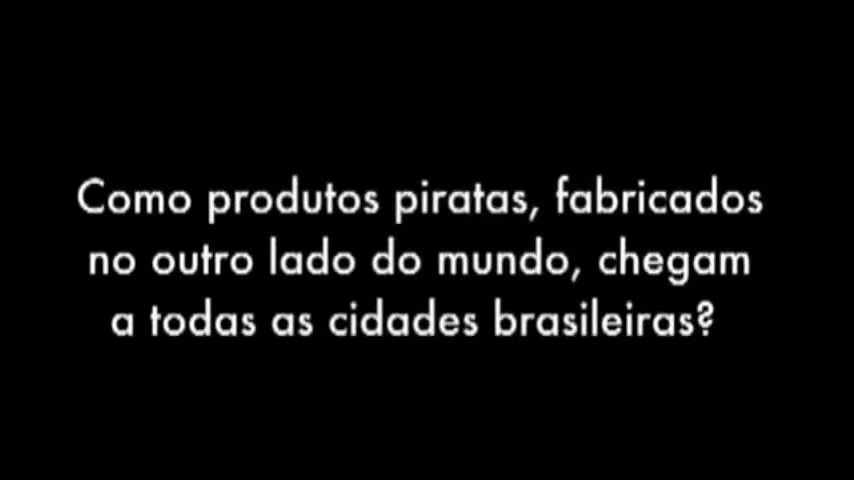 Como produtos piratas, fabricados
no outro lado do mundo, chegam
a todas as cidades brasileiras?